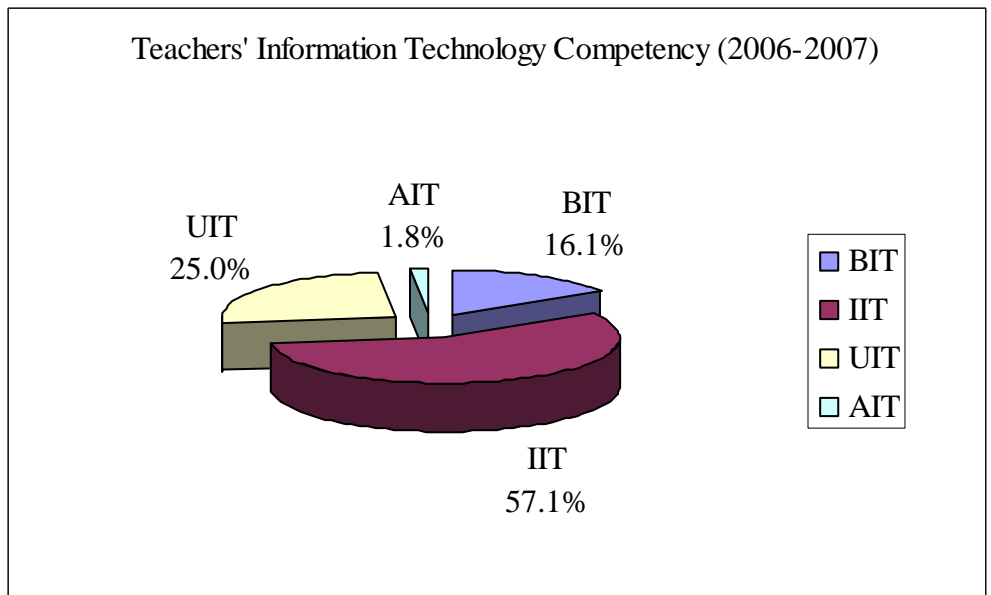 Teachers' Information Technology Competency (2006-2007)
AIT
1.8%
BIT
16.1%
UIT
25.0%
IIT
57.1%
BIT
IIT
UIT
AIT